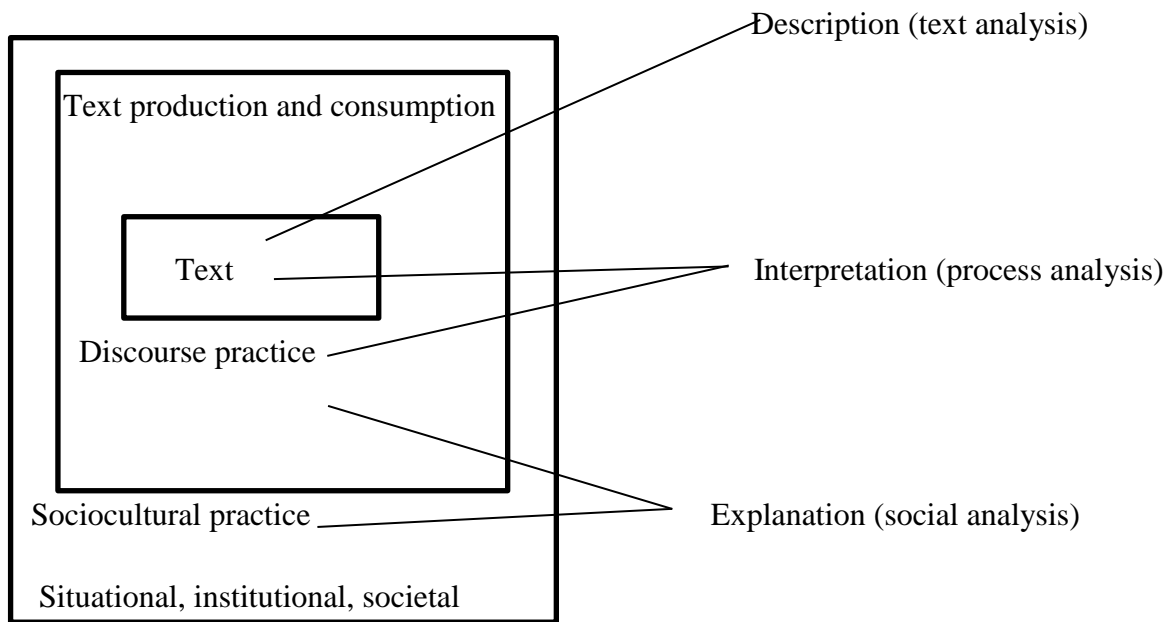 Description (text analysis)
Text production and consumption
Text
Interpretation (process analysis)
Discourse practice
Sociocultural practice
Explanation (social analysis)
Situational, institutional, societal